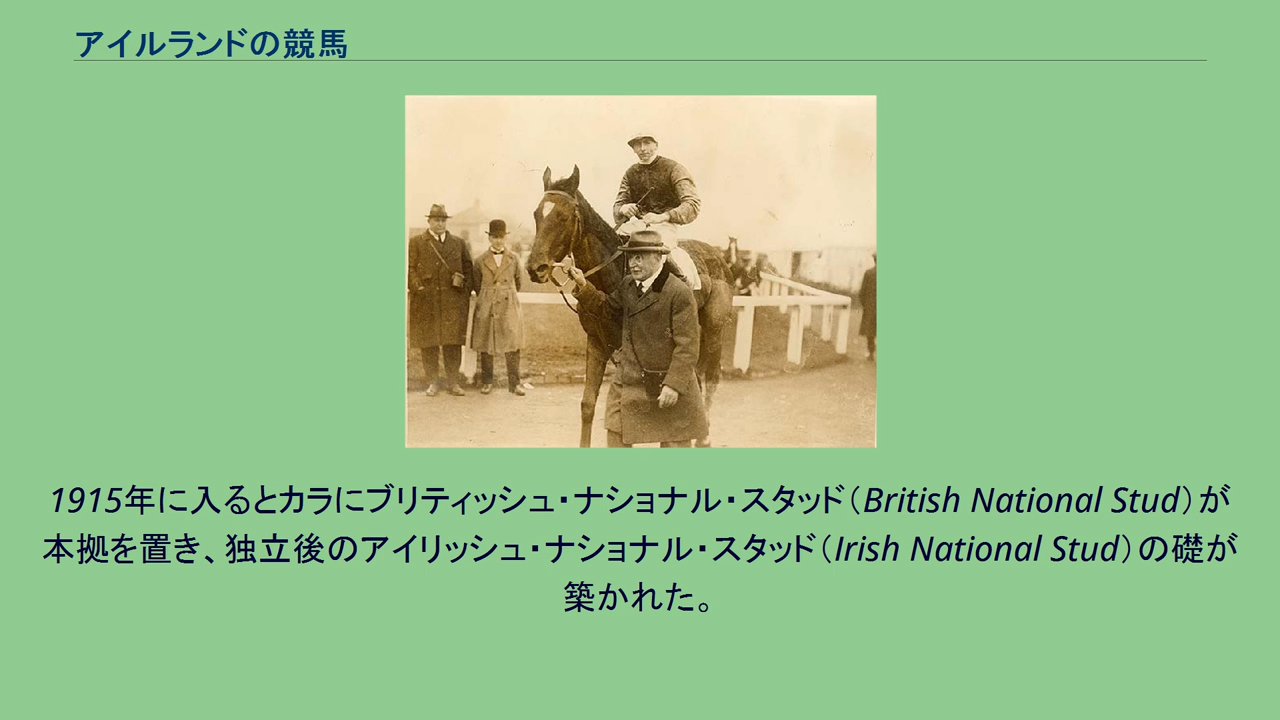 アイルランドの競馬
1915年に入るとカラにブリティッシュ・ナショナル・スタッド（British National Stud）が
本拠を置き、独立後のアイリッシュ・ナショナル・スタッド（Irish National Stud）の礎が
築かれた。